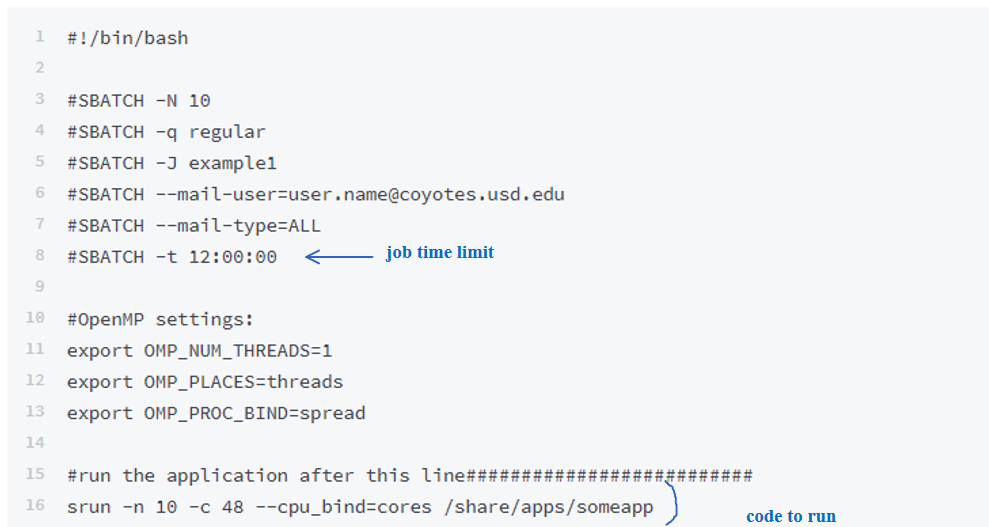 1 #!/bin/bash
2
3 #SBATCH -N 10
4 #SBATCH -q regular
5 #SBATCH -J example1
6 #SBATCH --mail-user=user.name@coyotes.usd.edu
7 #SBATCH --mail-type=ALL
8 #SBATCH -t 12:00:00 job time limit
9
10 #OpenMP settings:
11 export OMP_NUM_THREADS=1
12 export OMP_PLACES=threads
13 export OMP_PROC_BIND=spread
14
15 #run the application after this line##########################
16 srun -n 10 -c 48 --cpu_bind=cores /share/apps/someapp
code to run